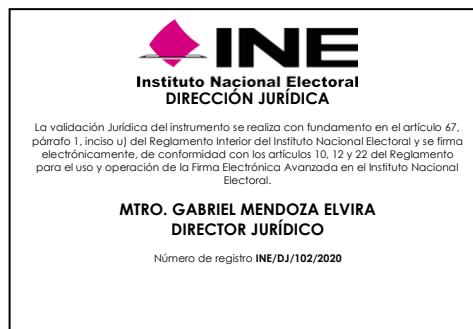 INE
Instituto Nacional Electoral
DIRECCIÓN JURÍDICA
La validación Jurídica del instrumento se realiza con fundamento en el artículo 67,
párrafo 1, inciso u) del Reglamento Interior del Instituto Nacional Electoral y se firma
electrónicamente, de conformidad con los artículos 10, 12 y 22 del Reglamento
para el uso y operación de la Firma Electrónica Avanzada en el Instituto Nacional
Electoral.
MTRO. GABRIEL MENDOZA ELVIRA
DIRECTOR JURÍDICO
Número de registro INE/DJ/102/2020